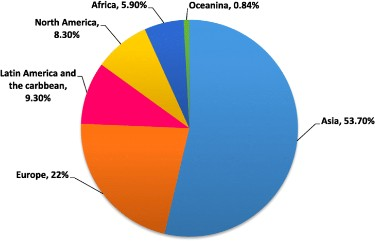 Africa, 5.90%
Oceanina, 0.84%
North America,
8.30%
Latin America and
the carbbean,
9.30%
Asia, 53.70%
Europe, 22%